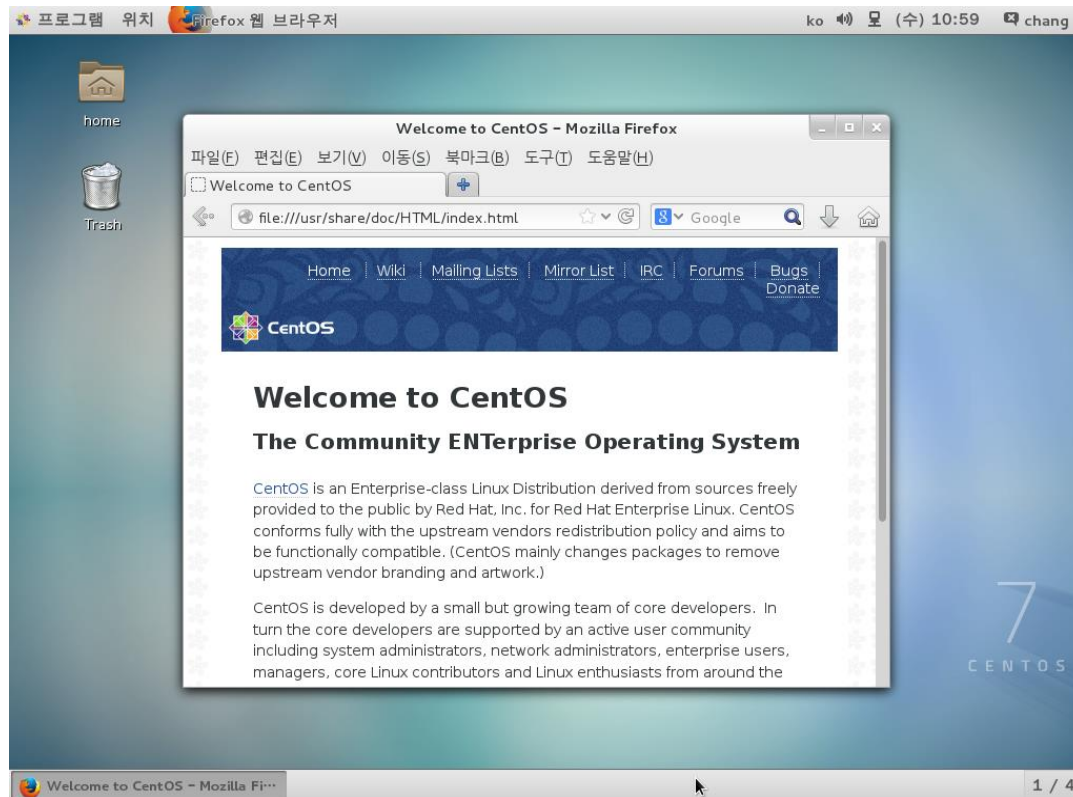 프로그램 위치 Firefox 웹 브라우저 ko (수) 10:59 chang
home
Trash
Welcome to CentOS - Mozilla Firefox
파일(F) 편집(E) 보기(V) 이동(S) 북마크(B) 도구(T) 도움말(H)
Welcome to CentOS
file:///usr/share/doc/HTML/index.html 8 Google
Home Wiki Mailing Lists Mirror List IRC Forums Bugs
Donate
CentOS
Welcome to CentOS
The Community ENTerprise Operating System
CentOS is an Enterprise-class Linux Distribution derived from sources freely
provided to the public by Red Hat, Inc. for Red Hat Enterprise Linux. CentOS
conforms fully with the upstream vendors redistribution policy and aims to
be functionally compatible. (CentOS mainly changes packages to remove
upstream vendor branding and artwork.)
CentOS is developed by a small but growing team of core developers. In
turn the core developers are supported by an active user community
including system administrators, network administrators, enterprise users,
managers, core Linux contributors and Linux enthusiasts from around the
7
CENTOS
Welcome to CentOS - Mozilla Fi…
1 / 4